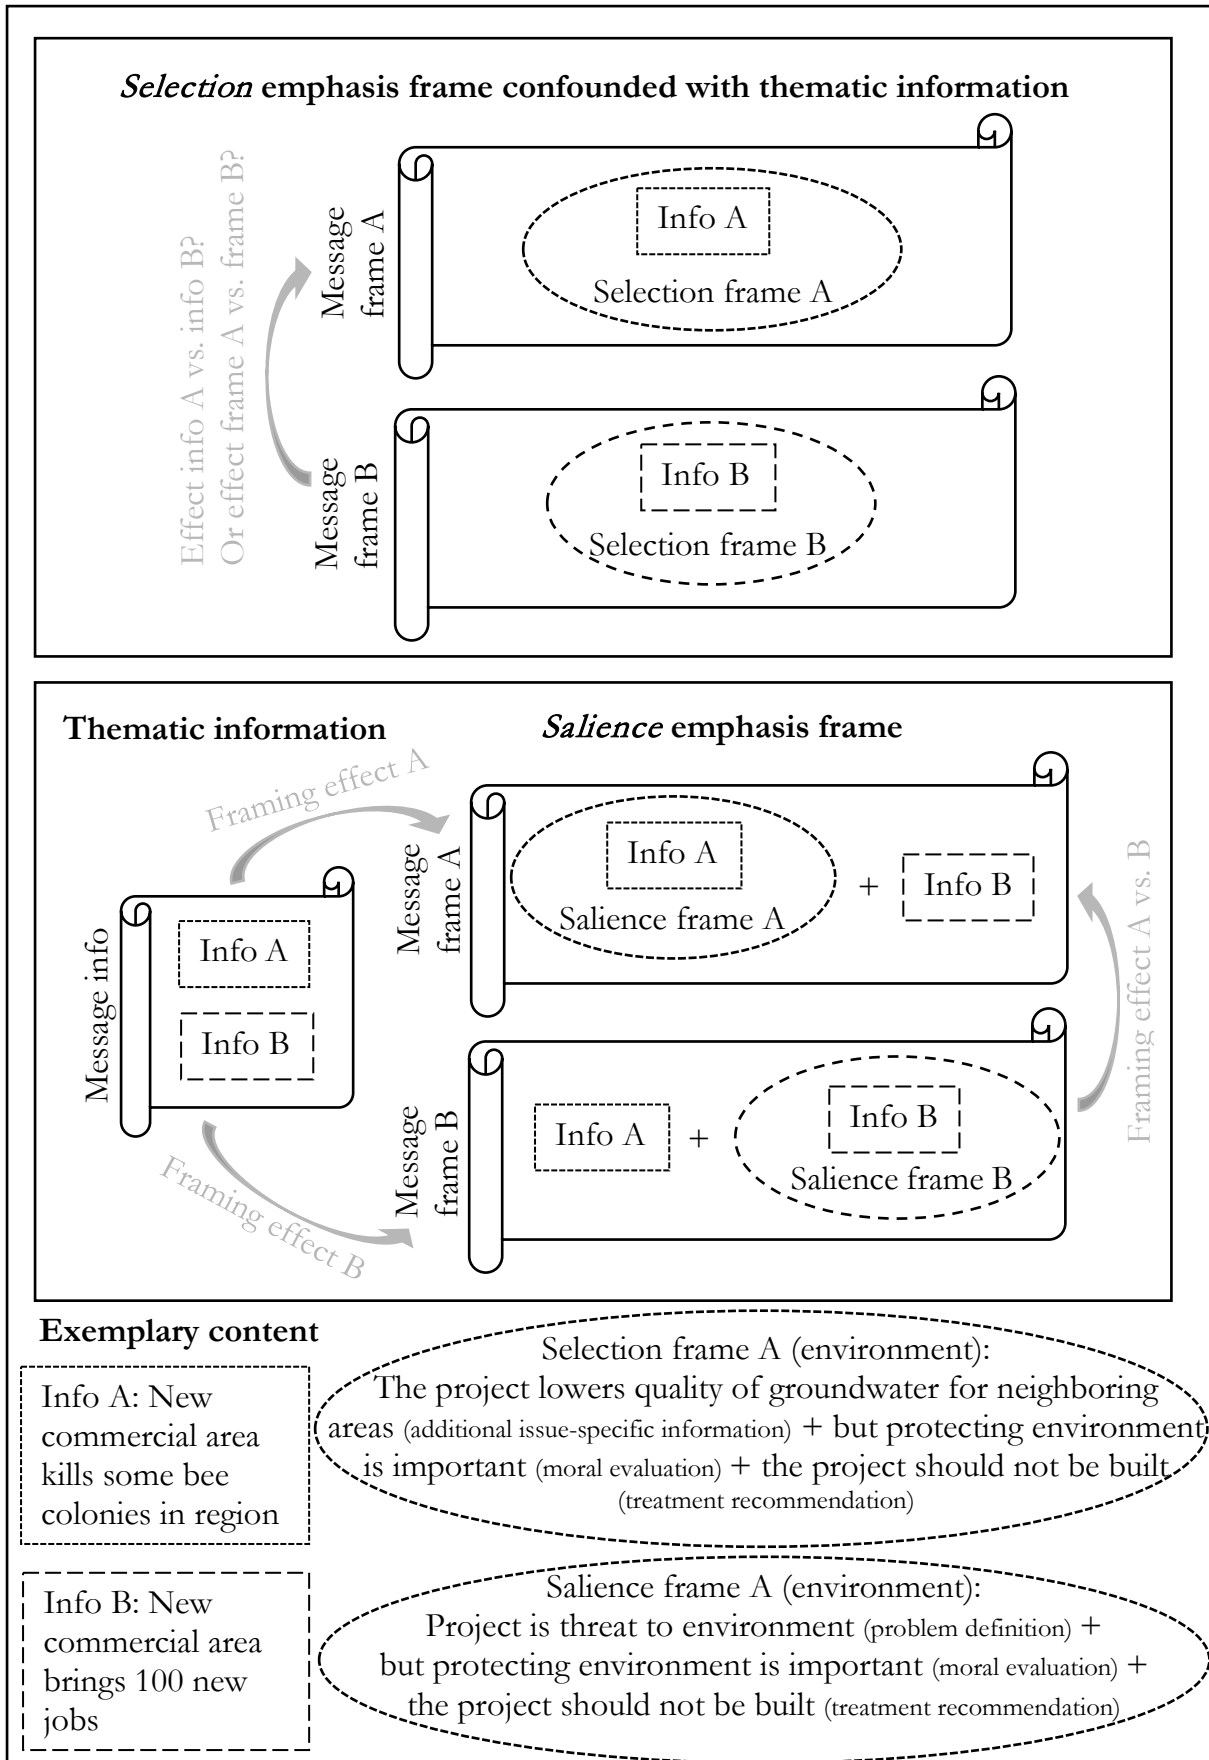 Selection emphasis frame confounded with thematic information
Effect info A vs. info B?
Or effect frame A vs. frame B?
Message
frame A
Info A
Selection frame A
Message
frame B
Info B
Selection frame B
Thematic information
Salience emphasis frame
Framing effect A
Message info
Info A
Info B
Framing effect B
Message
frame A
Info A
Salience frame A
+
Info B
Message
frame B
Info A
+
Info B
Salience frame B
Framing effect A vs. B
Exemplary content
Info A: New
commercial area
kills some bee
colonies in region
Selection frame A (environment):
The project lowers quality of groundwater for neighboring
areas (additional issue-specific information) + but protecting environment
is important (moral evaluation) + the project should not be built
(treatment recommendation)
Info B: New
commercial area
brings 100 new
jobs
Salience frame A (environment):
Project is threat to environment (problem definition) +
but protecting environment is important (moral evaluation) +
the project should not be built (treatment recommendation)